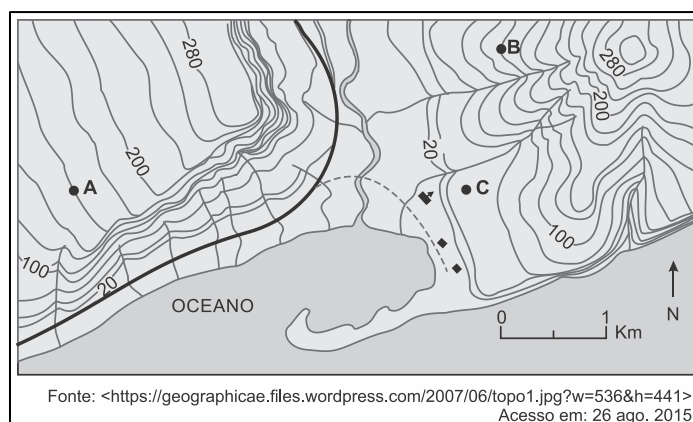 280
B
280
200
200
20
A
C
100
100
20
OCEANO
0 1
Km
N
Fonte: <https://geographicae.files.wordpress.com/2007/06/topo1.jpg?w=536&h=441>
Acesso em: 26 ago. 2015